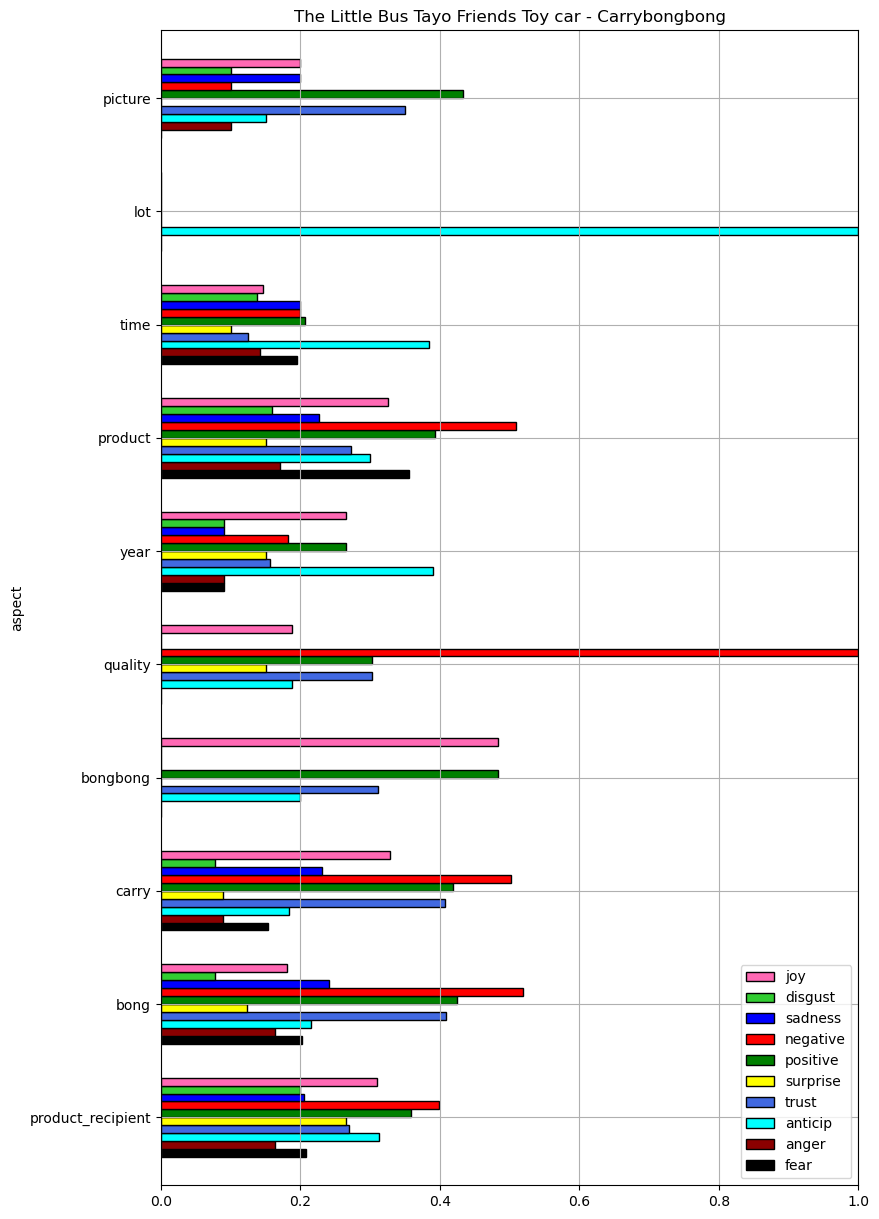 The Little Bus Tayo Friends Toy car - Carrybongbong
picture
lot
time
product
year
aspect
quality
bongbong
carry
bong
product_recipient
joy
disgust
sadness
negative
positive
surprise
trust
anticip
anger
fear
0.0 0.2 0.4 0.6 0.8 1.0